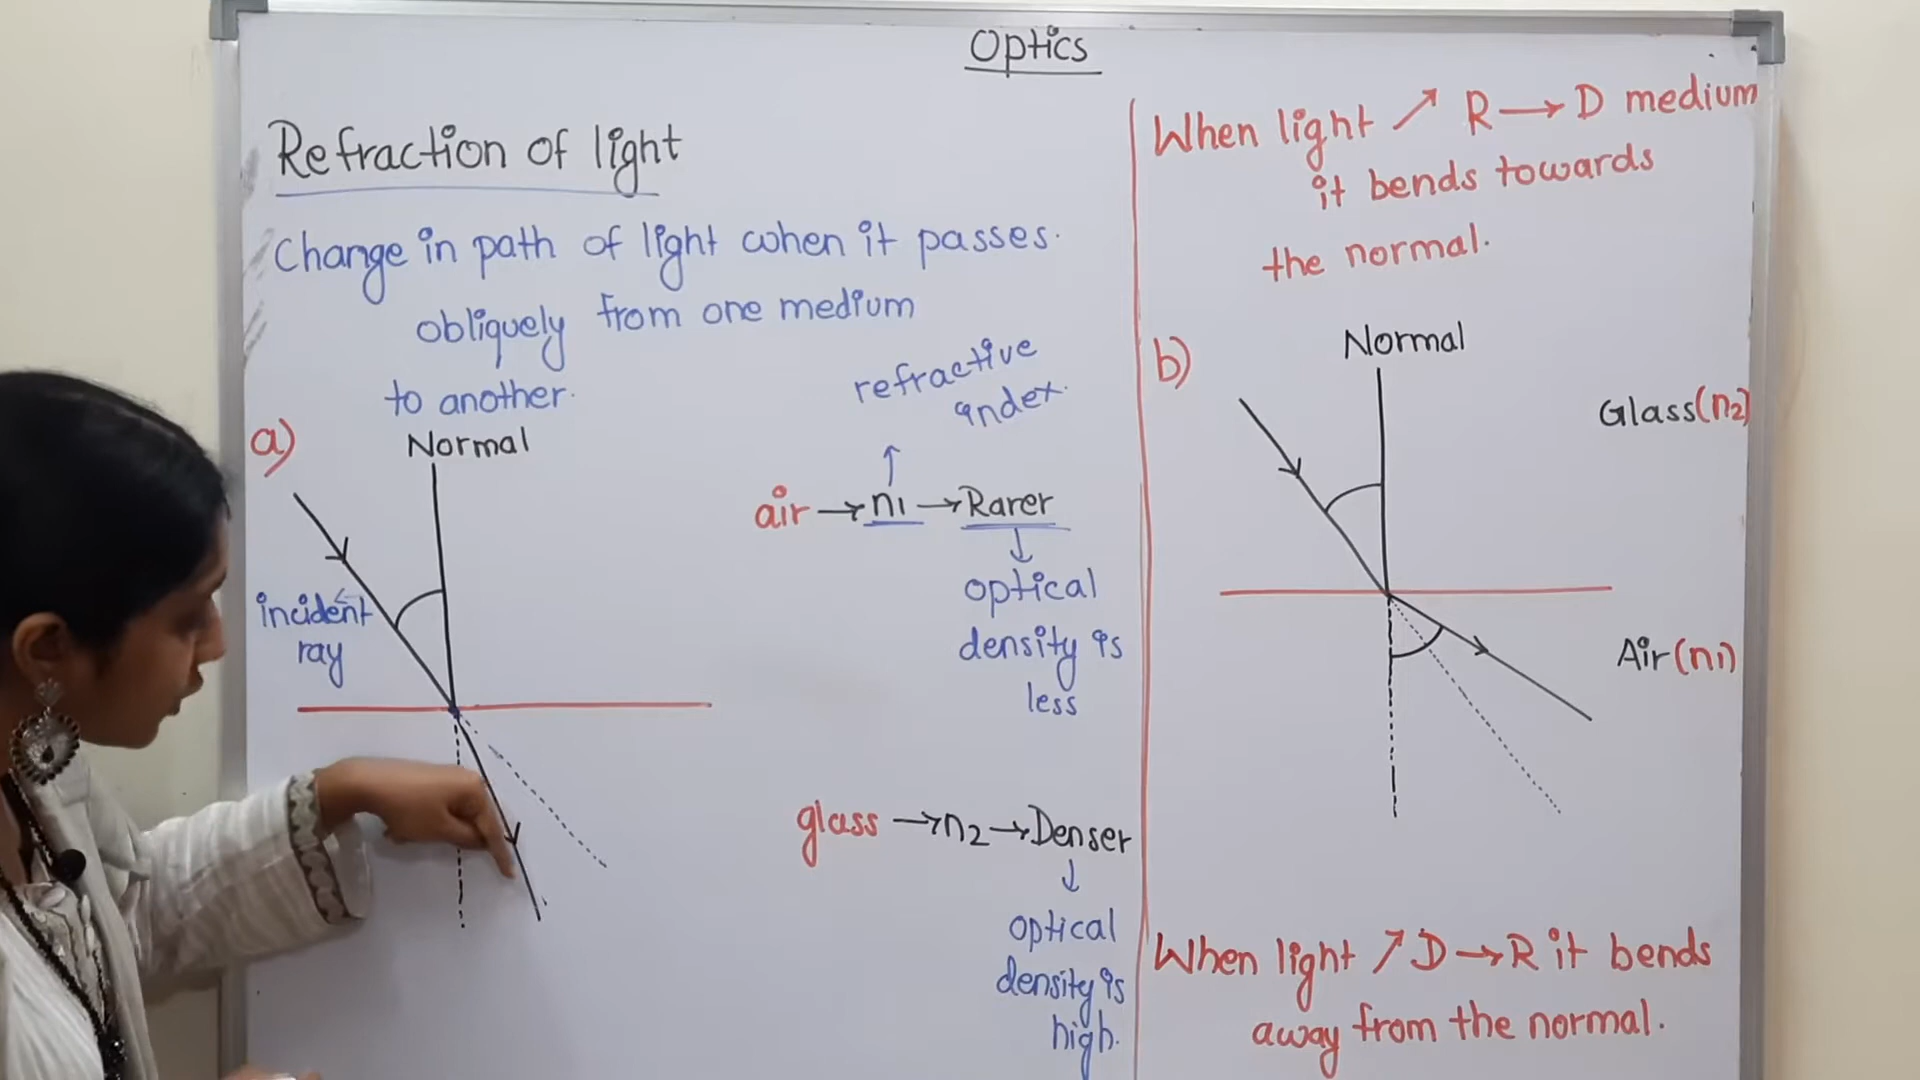 Optics
Refraction of light
Change in path of light when it passes.
obliquely from one medium
to another.
a)
Normal
incident
ray
refractive
index.
↑
air → n1 → Rarer
↓
optical
density is
less
glass → n2 → Denser
↓
optical
density is
high.
When light ↗ R → D medium
it bends towards
the normal.
b)
Normal
Glass (n2)
Air (n1)
When light ↗ D → R it bends
away from the normal.